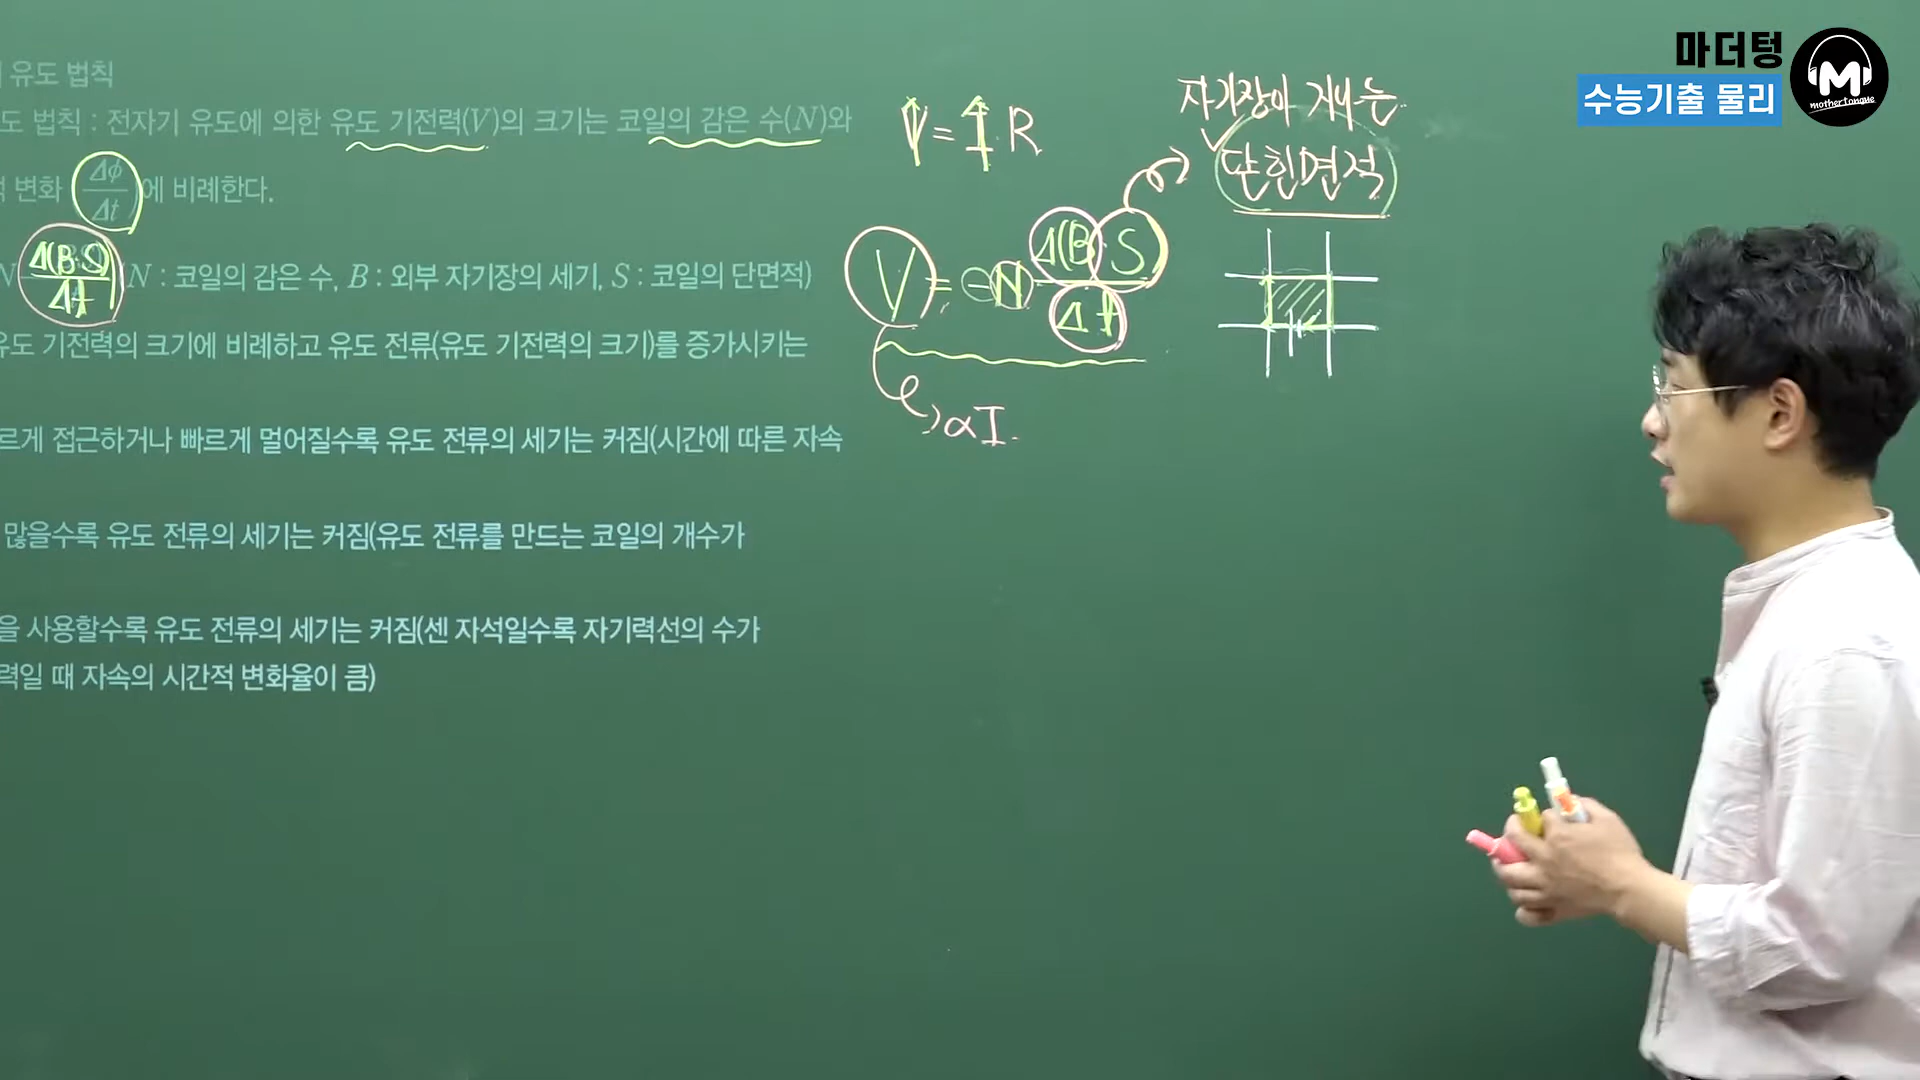 유도 법칙
도 법칙 : 전자기 유도에 의한 유도 기전력(V)의 크기는 코일의 감은 수(N)와
적 변화 (Δϕ/Δt)에 비례한다.
N Δ(B·S)/Δt (N : 코일의 감은 수, B : 외부 자기장의 세기, S : 코일의 단면적)
유도 기전력의 크기에 비례하고 유도 전류(유도 기전력의 크기)를 증가시키는
르게 접근하거나 빠르게 멀어질수록 유도 전류의 세기는 커짐(시간에 따른 자속
많을수록 유도 전류의 세기는 커짐(유도 전류를 만드는 코일의 개수가
을 사용할수록 유도 전류의 세기는 커짐(센 자석일수록 자기력선의 수가
력일 때 자속의 시간적 변화율이 큼)
V = I R
V = -N Δ(B·S)/Δt
αI.
자기장이 지나는
닫힌면적
마더텅
수능기출 물리
M
mothertongue